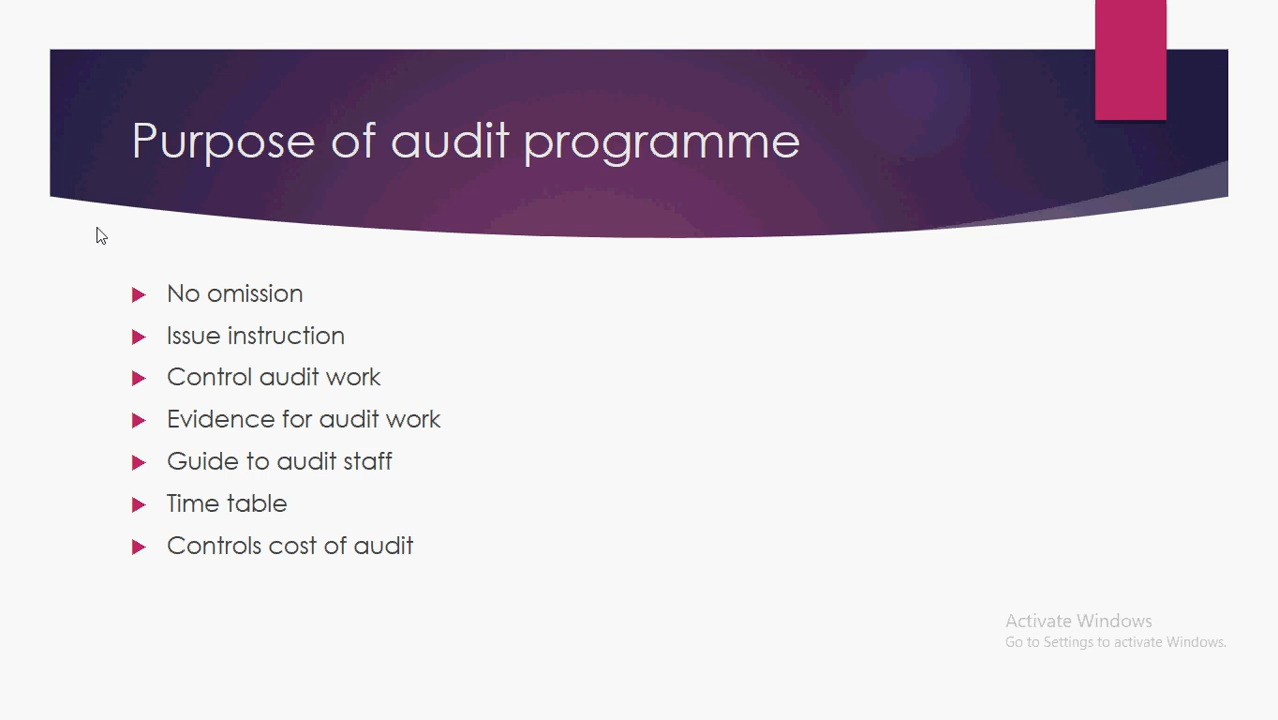 Purpose of audit programme
No omission
Issue instruction
Control audit work
Evidence for audit work
Guide to audit staff
Time table
Controls cost of audit
Activate Windows
Go to Settings to activate Windows.